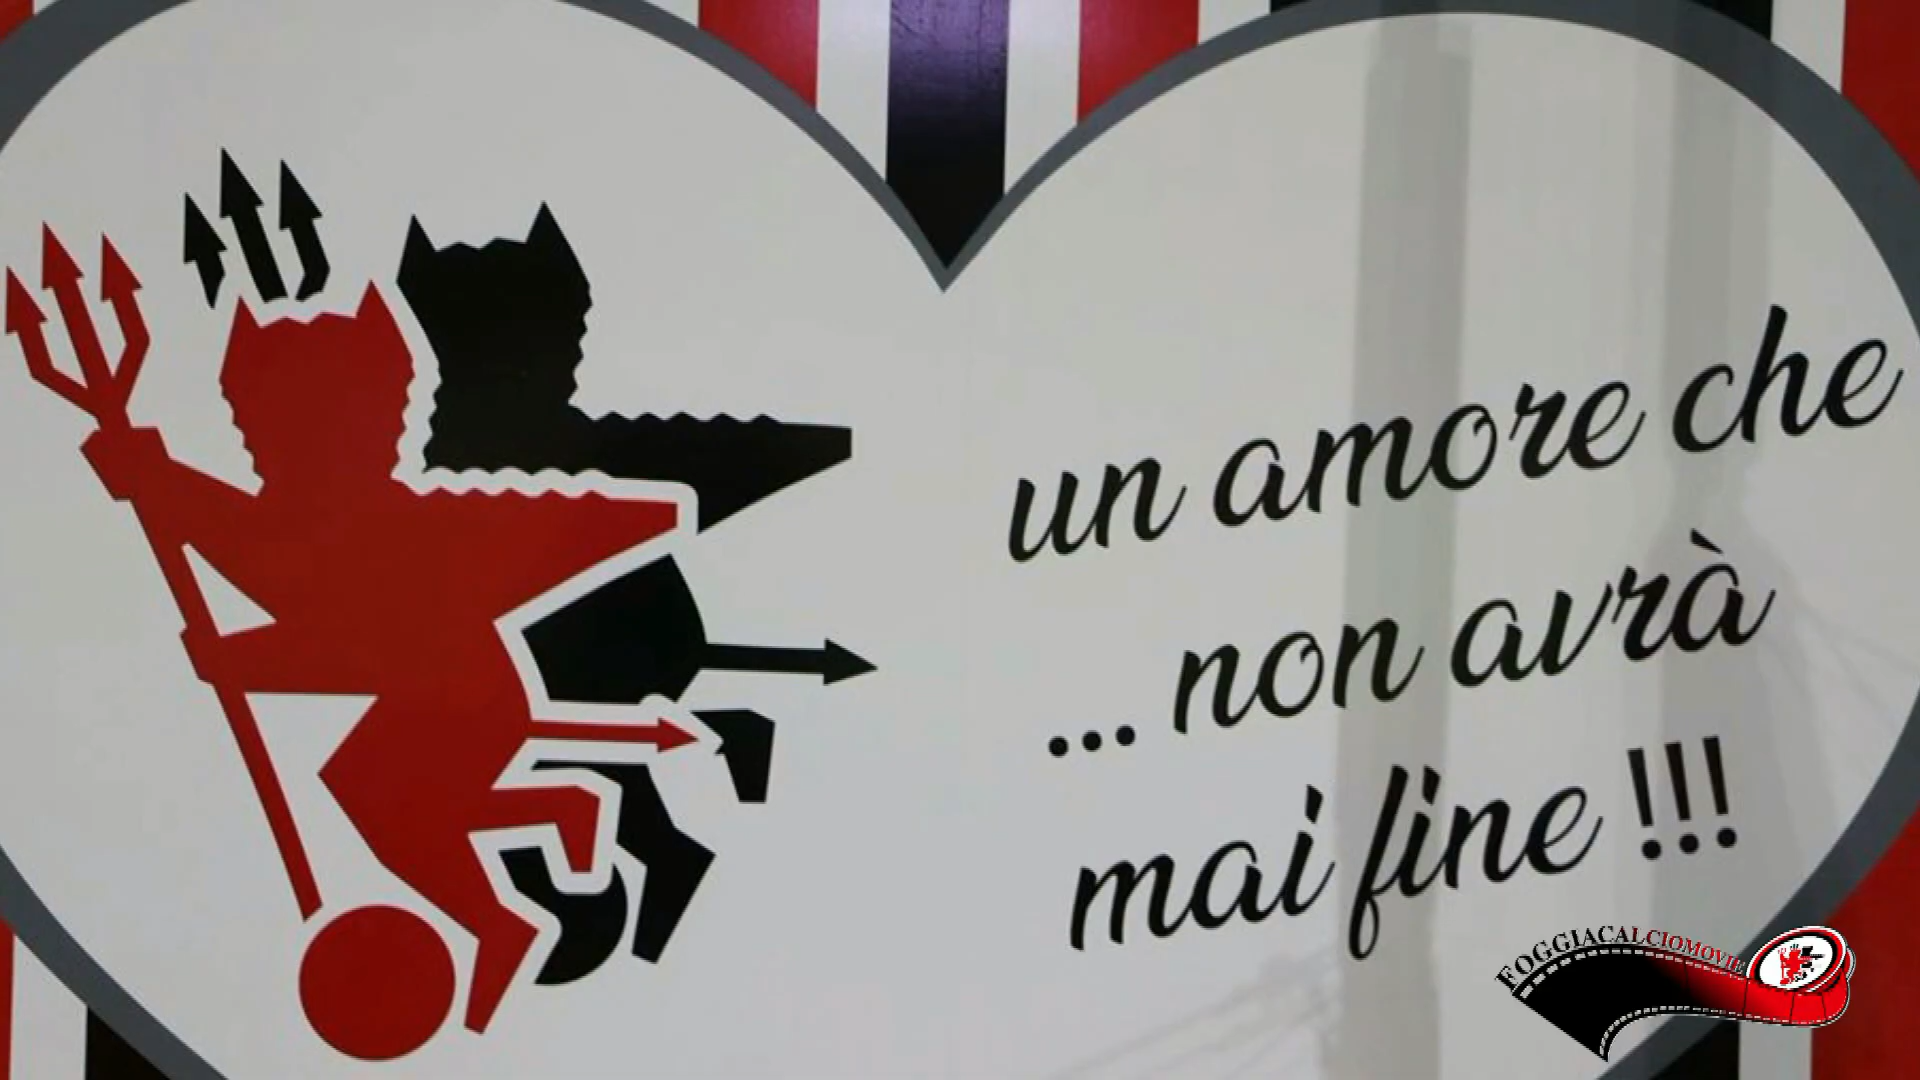 un amore che
... non avrà
mai fine !!!
FOGGIACALCIOMOVIE